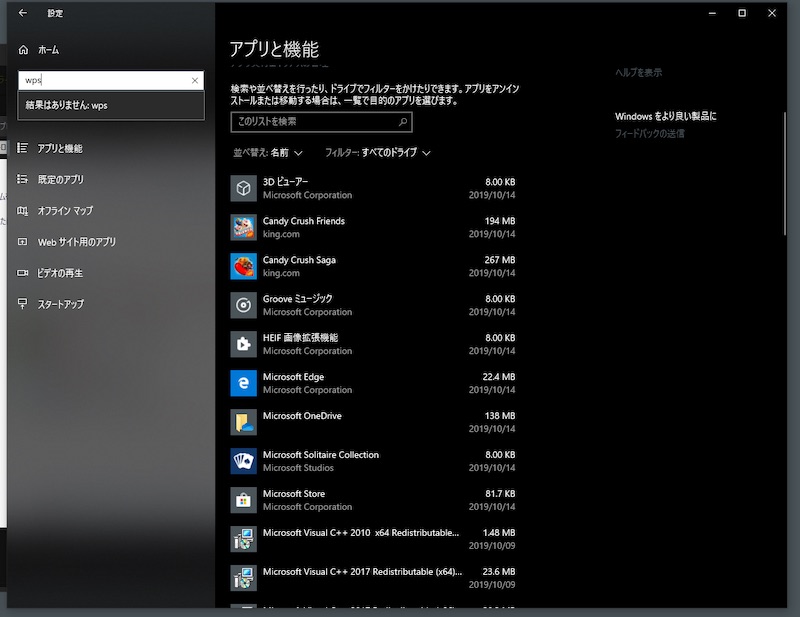 設定
ホーム
wps
結果はありません: wps
アプリと機能
既定のアプリ
オフライン マップ
Web サイト用のアプリ
ビデオの再生
スタートアップ
アプリと機能
検索や並べ替えを行ったり、ドライブでフィルターをかけたりできます。アプリをアンイン
ストールまたは移動する場合は、一覧で目的のアプリを選びます。
このリストを検索
並べ替え: 名前
フィルター: すべてのドライブ
3D ビューアー 8.00 KB
Microsoft Corporation 2019/10/14
Candy Crush Friends 194 MB
king.com 2019/10/14
Candy Crush Saga 267 MB
king.com 2019/10/14
Groove ミュージック 8.00 KB
Microsoft Corporation 2019/10/14
HEIF 画像拡張機能 8.00 KB
Microsoft Corporation 2019/10/14
Microsoft Edge 22.4 MB
Microsoft Corporation 2019/10/14
Microsoft OneDrive 138 MB
2019/10/14
Microsoft Solitaire Collection 8.00 KB
Microsoft Studios 2019/10/14
Microsoft Store 81.7 KB
Microsoft Corporation 2019/10/14
Microsoft Visual C++ 2010 x64 Redistributable... 1.48 MB
2019/10/09
Microsoft Visual C++ 2017 Redistributable (x64)... 23.6 MB
2019/10/09
ヘルプを表示
Windows をより良い製品に
フィードバックの送信